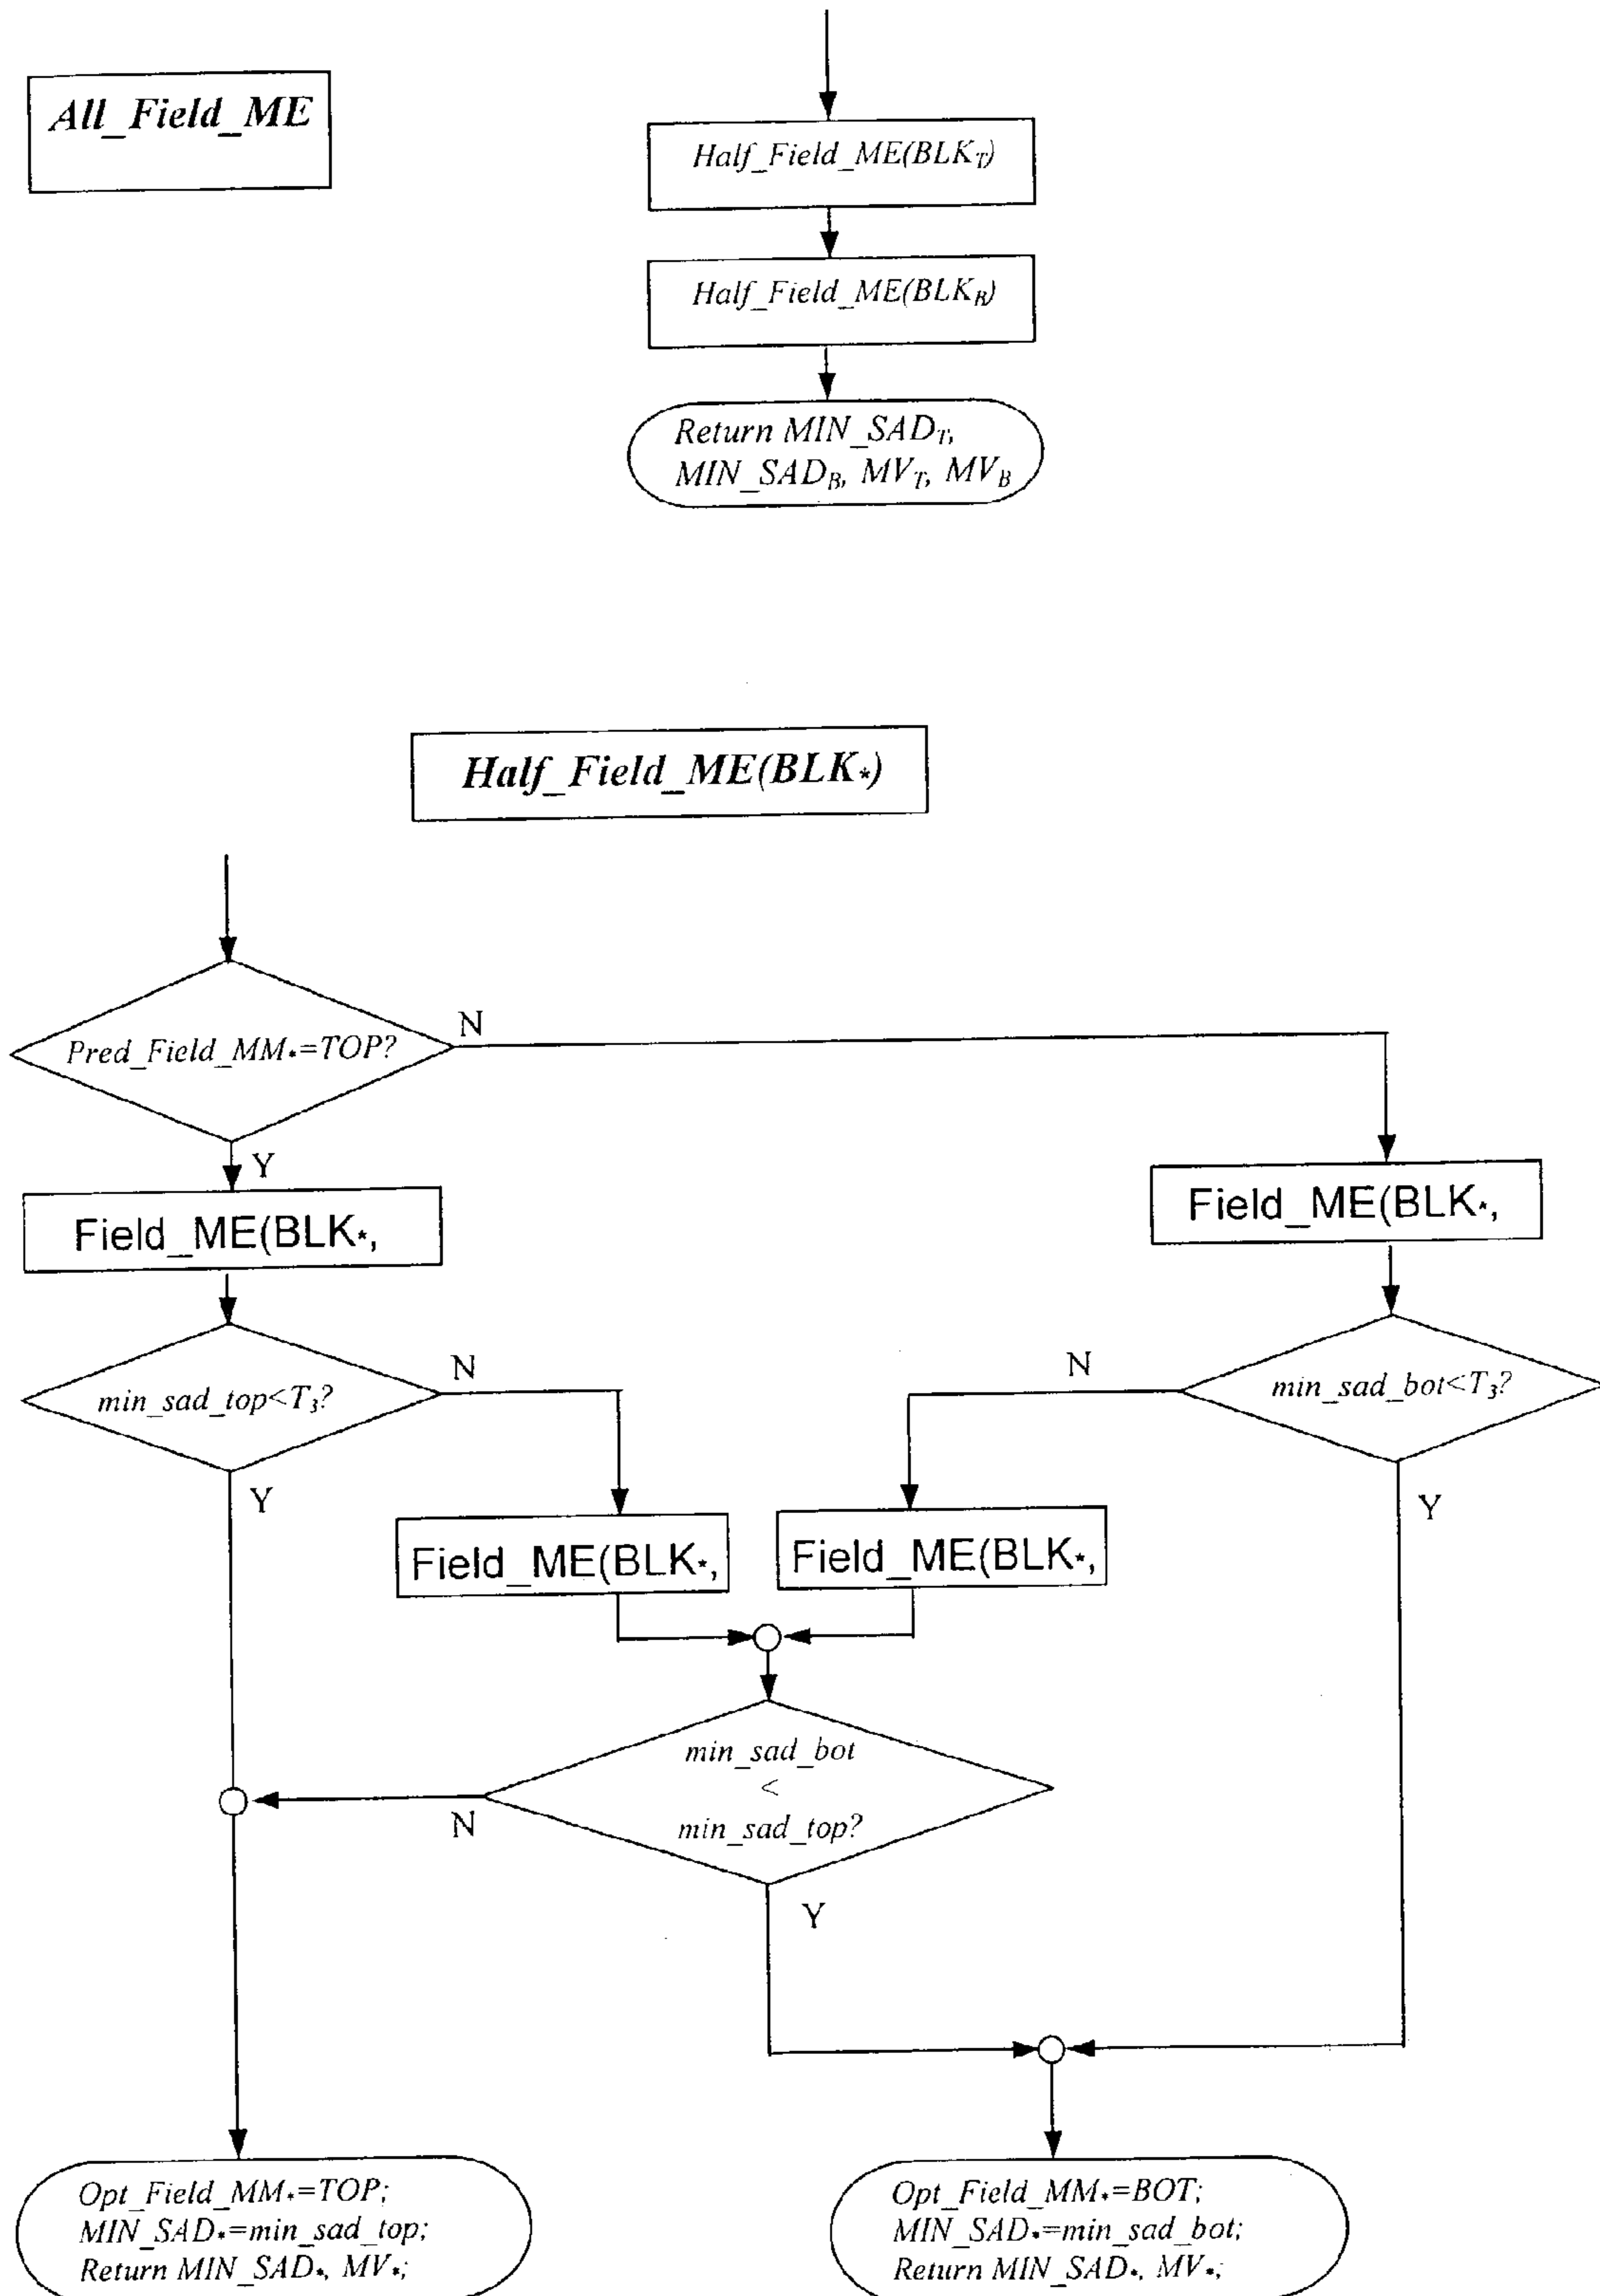 All_Field_ME
Half_Field_ME(BLK_T)
Half_Field_ME(BLK_B)
Return MIN_SAD_T,
MIN_SAD_B, MV_T, MV_B
Half_Field_ME(BLK*)
Pred_Field_MM*=TOP?
N
Y
Field_ME(BLK*,
Field_ME(BLK*,
min_sad_top<T₃?
N
Y
N
min_sad_bot<T₃?
Y
Field_ME(BLK*,
Field_ME(BLK*,
min_sad_bot
<
min_sad_top?
N
Y
Opt_Field_MM*=TOP;
MIN_SAD*=min_sad_top;
Return MIN_SAD*, MV*;
Opt_Field_MM*=BOT;
MIN_SAD*=min_sad_bot;
Return MIN_SAD*, MV*;